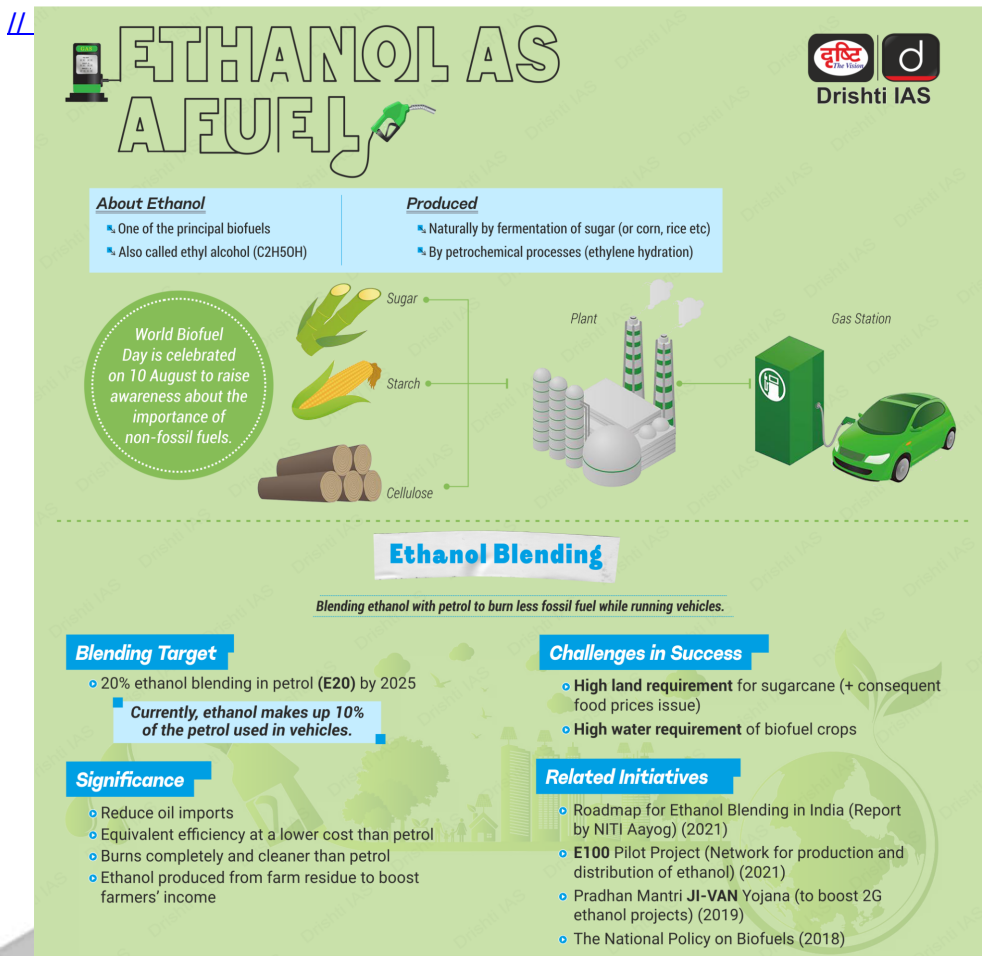 //
ETHANOL AS
A FUEL
IAS
दृष्टि
The Vision
d
Drishti IAS
About Ethanol
One of the principal biofuels
Also called ethyl alcohol (C2H5OH)
Produced
Naturally by fermentation of sugar (or corn, rice etc)
By petrochemical processes (ethylene hydration)
World Biofuel
Day is celebrated
on 10 August to raise
awareness about the
importance of
non-fossil fuels.
Sugar
Starch
Cellulose
Plant
Gas Station
Ethanol Blending
Blending ethanol with petrol to burn less fossil fuel while running vehicles.
Blending Target
20% ethanol blending in petrol (E20) by 2025
Currently, ethanol makes up 10%
of the petrol used in vehicles.
Significance
Reduce oil imports
Equivalent efficiency at a lower cost than petrol
Burns completely and cleaner than petrol
Ethanol produced from farm residue to boost
farmers' income
Challenges in Success
High land requirement for sugarcane (+ consequent
food prices issue)
High water requirement of biofuel crops
Related Initiatives
Roadmap for Ethanol Blending in India (Report
by NITI Aayog) (2021)
E100 Pilot Project (Network for production and
distribution of ethanol) (2021)
Pradhan Mantri JI-VAN Yojana (to boost 2G
ethanol projects) (2019)
The National Policy on Biofuels (2018)